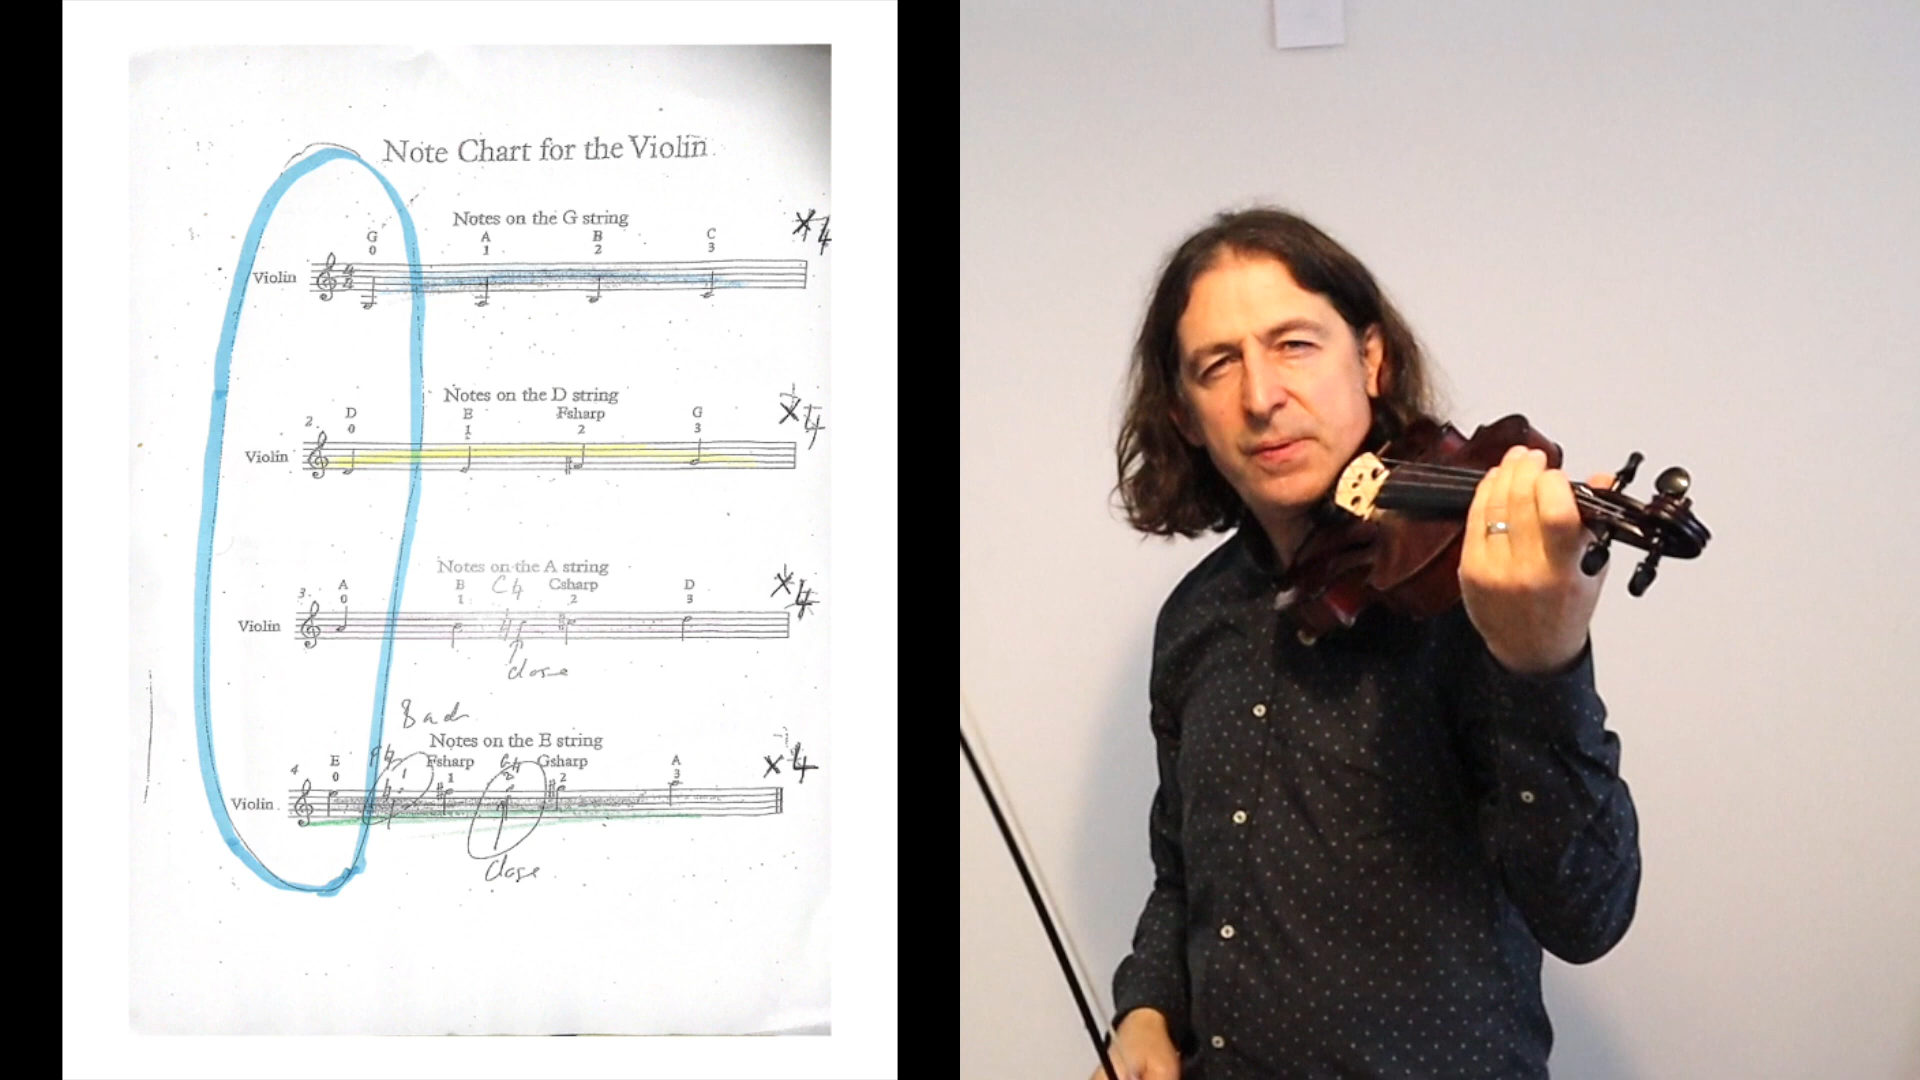 Note Chart for the Violin
Notes on the G string
G A B C
0 1 2 3
Violin
x4
Notes on the D string
D E Fsharp G
2. 0 1 2 3
Violin
x4
Notes on the A string
A B C♮ Csharp D
3. 0 1 2 3
Violin
x4
close
Bach
Notes on the E string
E F♮ Fsharp G♮ Gsharp A
4 0 1 1 2 2 3
Violin
x4
Close